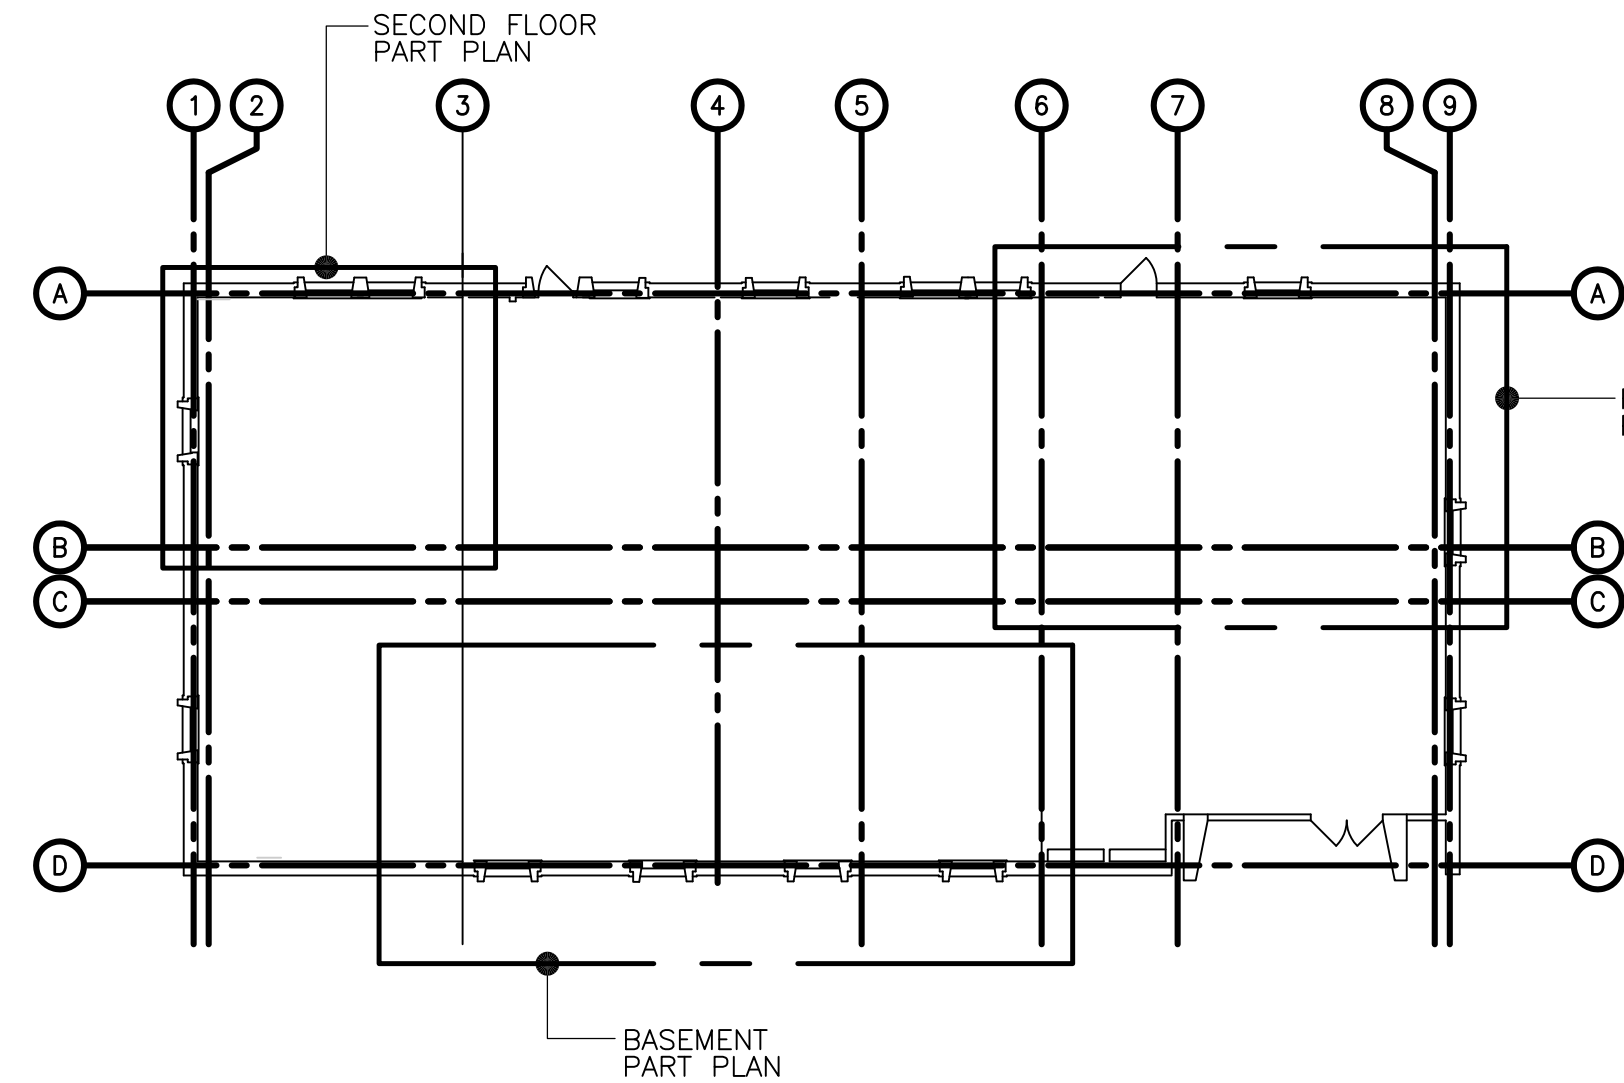 SECOND FLOOR
PART PLAN
1 2 3 4 5 6 7 8 9
A A
B B
C C
D D
BASEMENT
PART PLAN